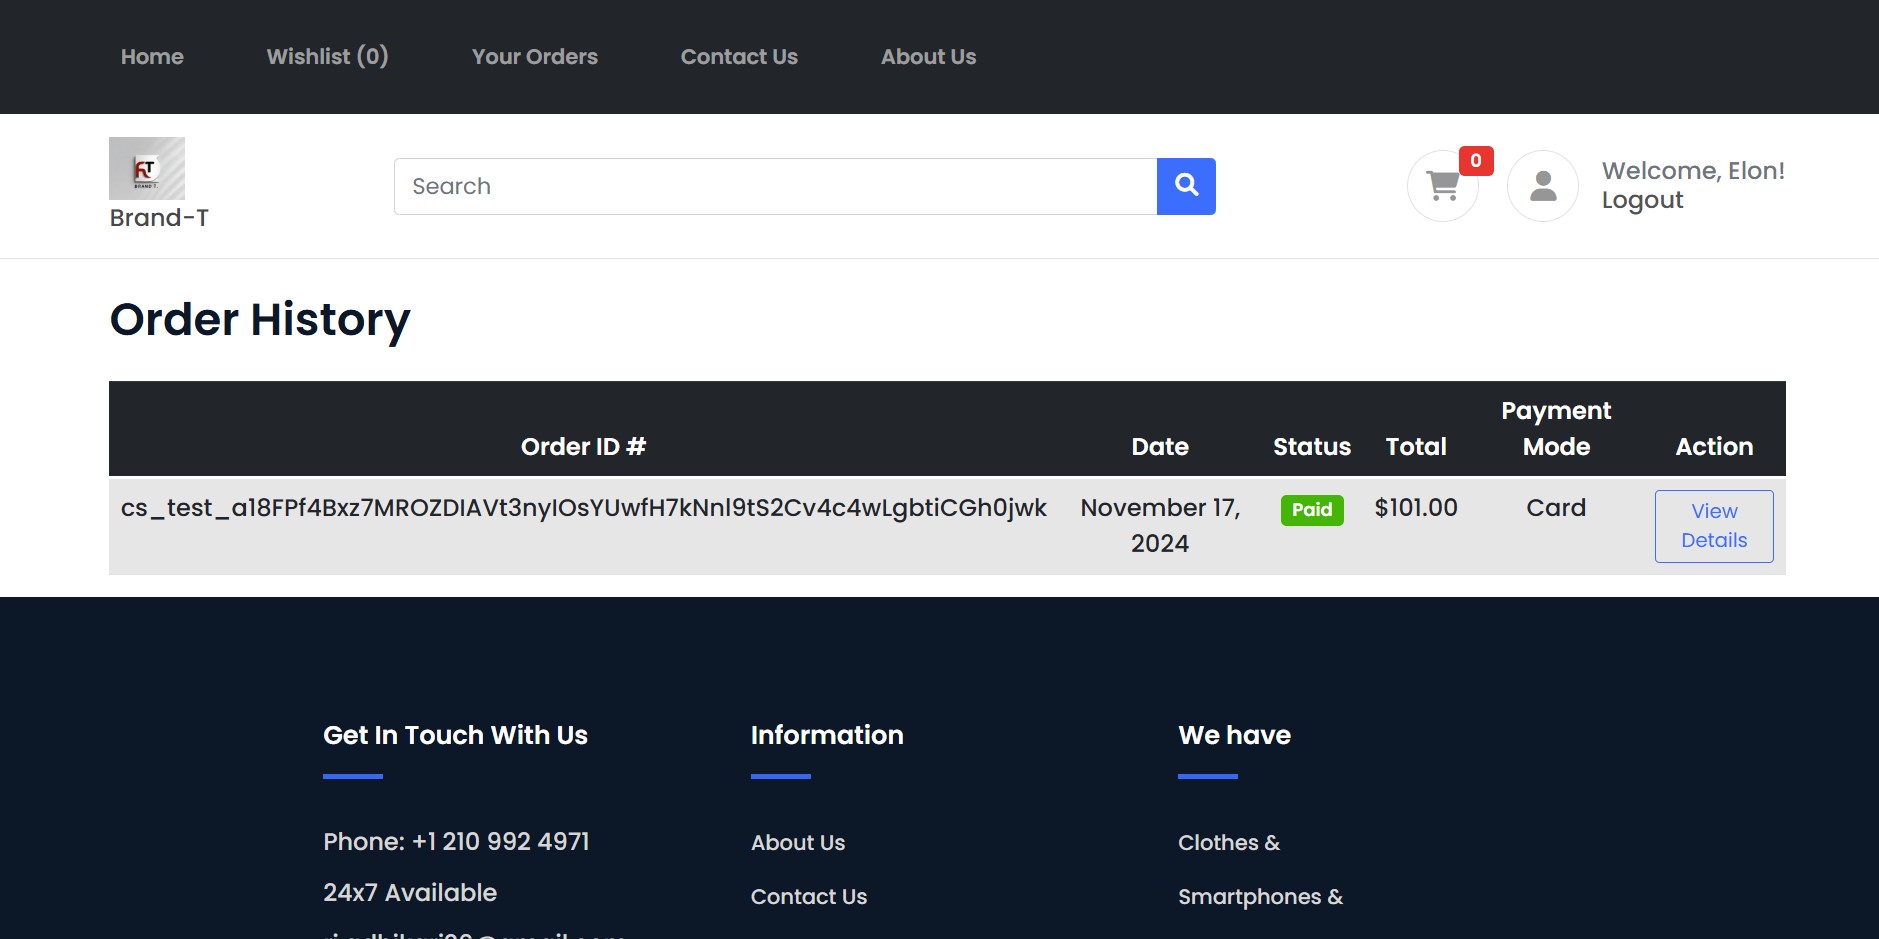 Home Wishlist (0) Your Orders Contact Us About Us
BRAND T.
Brand-T
Search
0
Welcome, Elon!
Logout
Order History
Order ID # Date Status Total Payment Mode Action
cs_test_a18FPf4Bxz7MROZDIAVt3nyIOsYUwfH7kNnl9tS2Cv4c4wLgbtiCGh0jwk November 17, 2024 Paid $101.00 Card View Details
Get In Touch With Us Information We have
Phone: +1 210 992 4971 About Us Clothes &
24x7 Available Contact Us Smartphones &